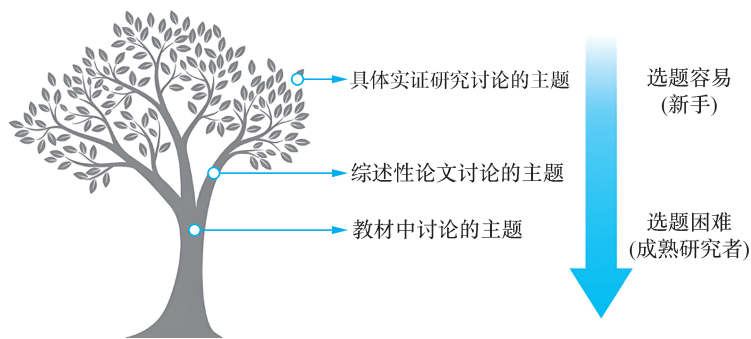 具体实证研究讨论的主题
综述性论文讨论的主题
教材中讨论的主题
选题容易
(新手)
选题困难
(成熟研究者)